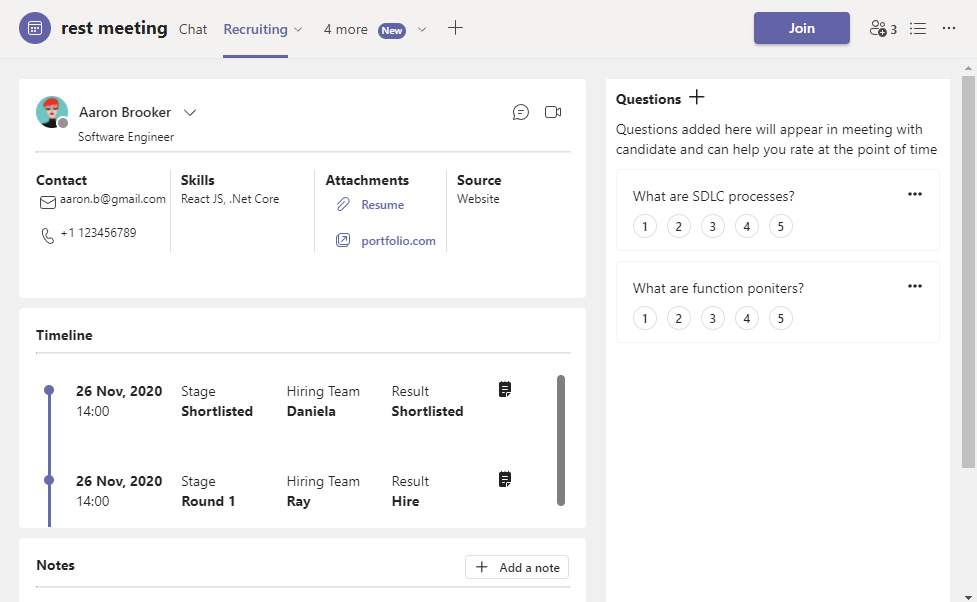 rest meeting Chat Recruiting 4 more New Join 3
Aaron Brooker
Software Engineer
Contact
aaron.b@gmail.com
+1 123456789
Skills
React JS, .Net Core
Attachments
Resume
portfolio.com
Source
Website
Timeline
26 Nov, 2020 Stage Hiring Team Result
14:00 Shortlisted Daniela Shortlisted
26 Nov, 2020 Stage Hiring Team Result
14:00 Round 1 Ray Hire
Notes + Add a note
Questions +
Questions added here will appear in meeting with
candidate and can help you rate at the point of time
What are SDLC processes?
1 2 3 4 5
What are function poniters?
1 2 3 4 5